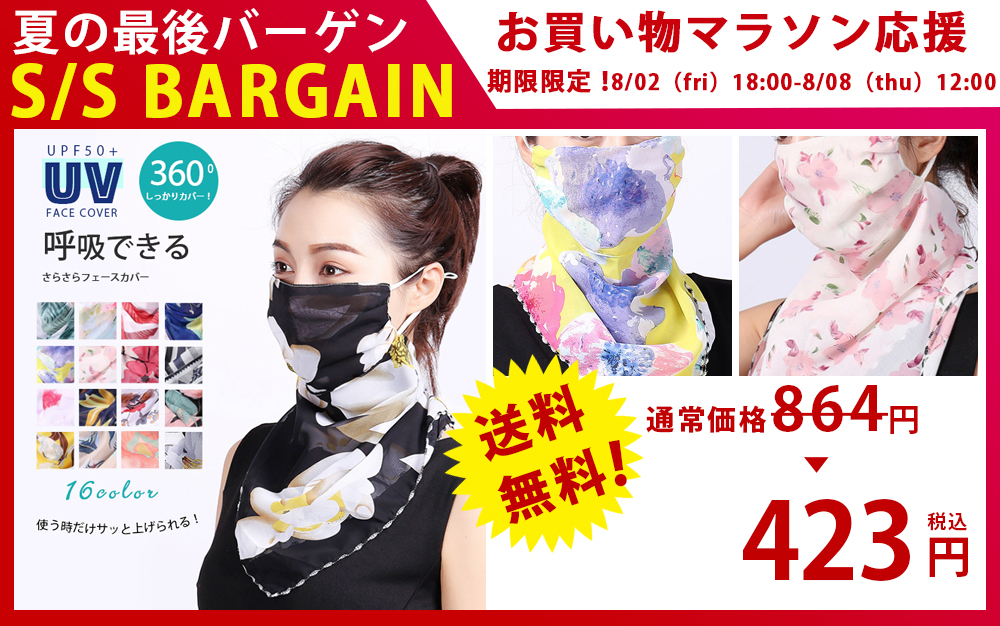 夏の最後バーゲン
S/S BARGAIN
お買い物マラソン応援
期限限定!8/02（fri）18:00-8/08（thu）12:00
UPF50+
UV
FACE COVER
360°
しっかりカバー!
呼吸できる
さらさらフェースカバー
16color
使う時だけサッと上げられる!
送料
無料!
通常価格864円
423税込円